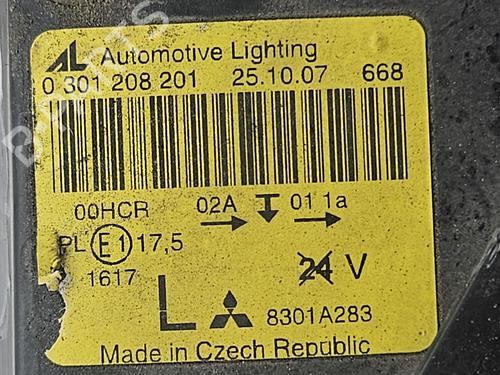 AL Automotive Lighting
0 301 208 201 25.10.07 668
00HCR 02A 01 1a
PL E1 17,5
1617 24 V
L 8301A283
Made in Czech Republic